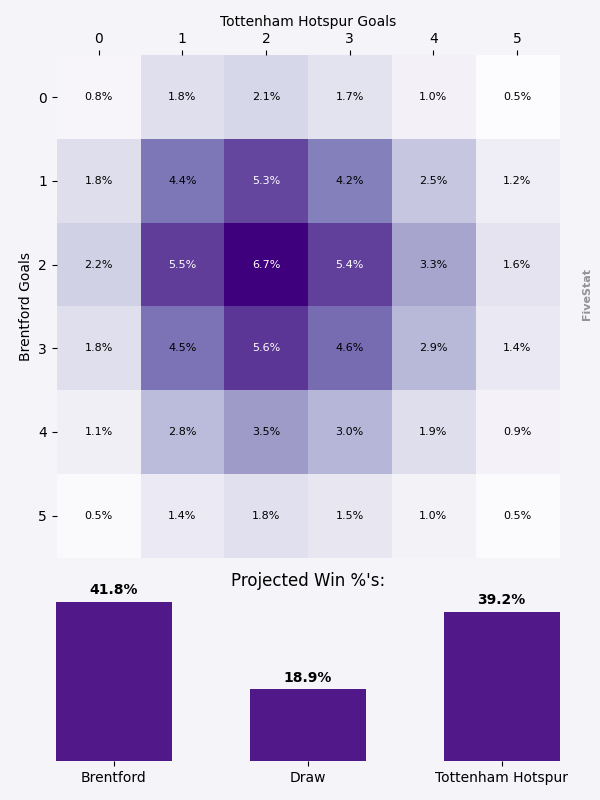 Tottenham Hotspur Goals
0 1 2 3 4 5
0 0.8% 1.8% 2.1% 1.7% 1.0% 0.5%
1 1.8% 4.4% 5.3% 4.2% 2.5% 1.2%
2 2.2% 5.5% 6.7% 5.4% 3.3% 1.6%
3 1.8% 4.5% 5.6% 4.6% 2.9% 1.4%
4 1.1% 2.8% 3.5% 3.0% 1.9% 0.9%
5 0.5% 1.4% 1.8% 1.5% 1.0% 0.5%
Brentford Goals
FiveStat
Projected Win %'s:
41.8% 18.9% 39.2%
Brentford Draw Tottenham Hotspur